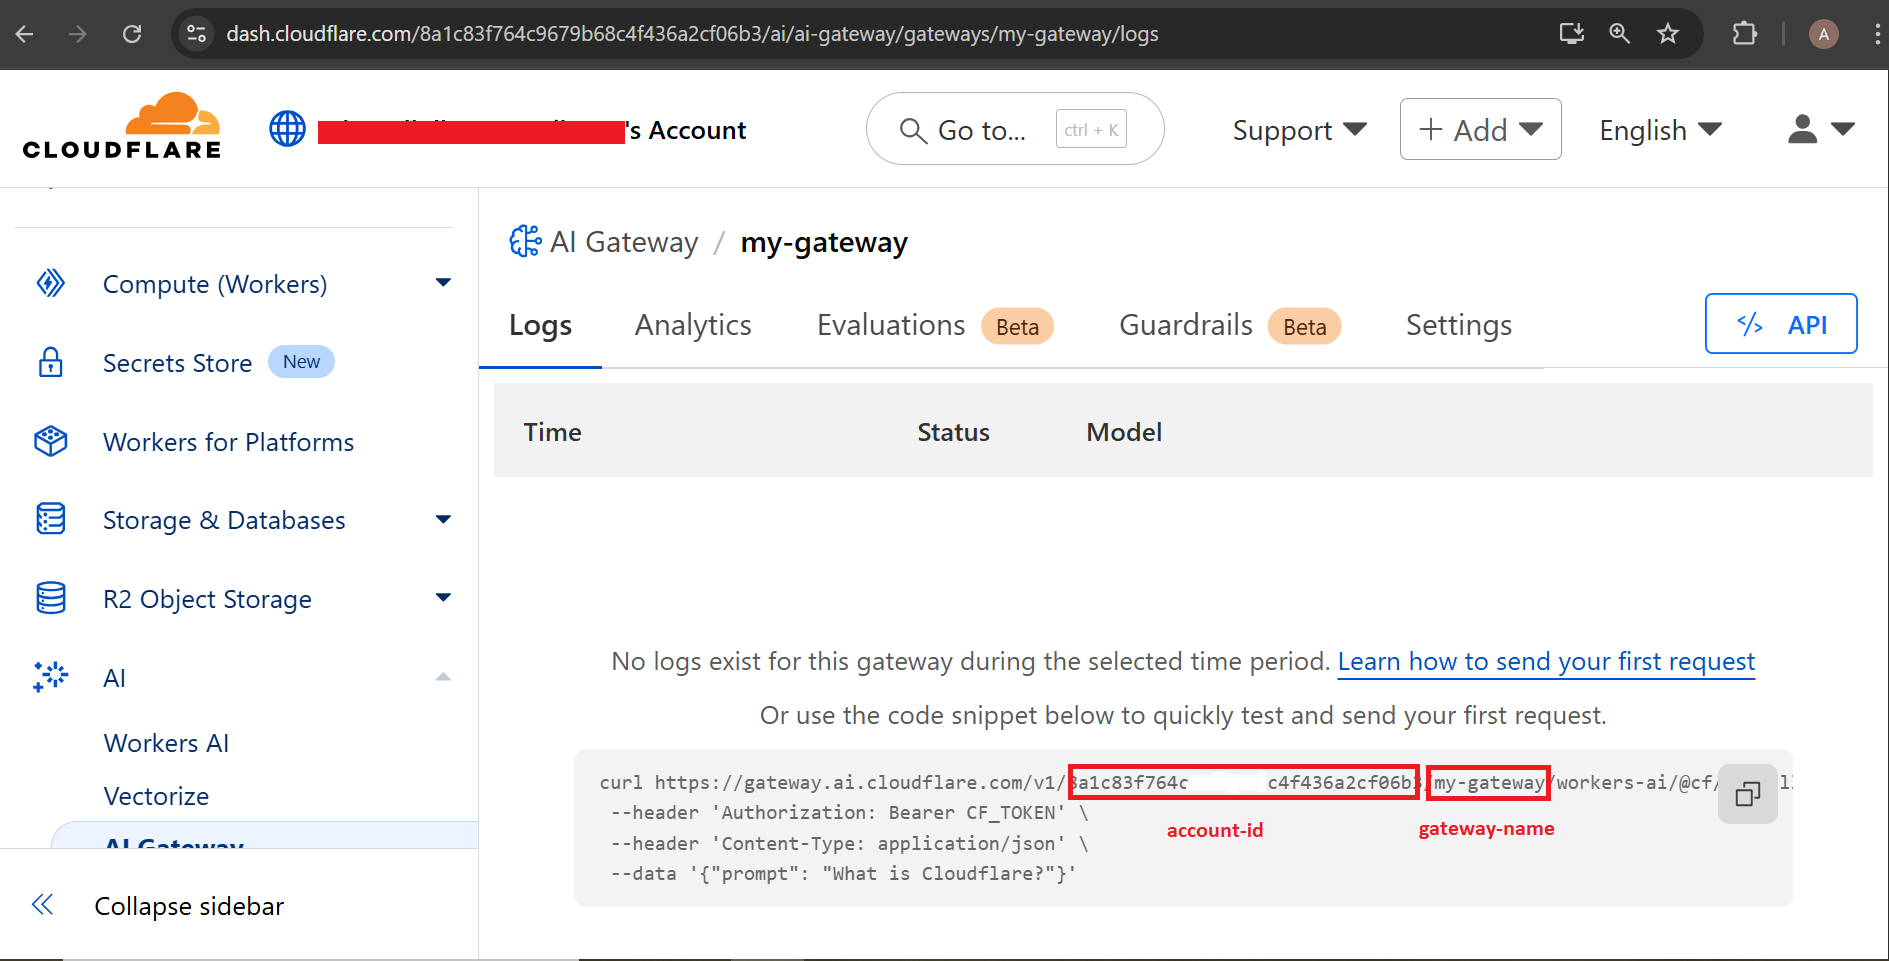 dash.cloudflare.com/8a1c83f764c9679b68c4f436a2cf06b3/ai/ai-gateway/gateways/my-gateway/logs
A
CLOUDFLARE
's Account
Go to...
ctrl + K
Support
+ Add
English
AI Gateway / my-gateway
Compute (Workers)
Logs
Analytics
Evaluations Beta
Guardrails Beta
Settings
</> API
Secrets Store New
Time
Status
Model
Workers for Platforms
Storage & Databases
R2 Object Storage
AI
Workers AI
Vectorize
AI Gateway
Collapse sidebar
No logs exist for this gateway during the selected time period. Learn how to send your first request
Or use the code snippet below to quickly test and send your first request.
curl https://gateway.ai.cloudflare.com/v1/8a1c83f764c c4f436a2cf06b3/my-gateway/workers-ai/@cf/
--header 'Authorization: Bearer CF_TOKEN' \
account-id
gateway-name
--header 'Content-Type: application/json' \
--data '{"prompt": "What is Cloudflare?"}'